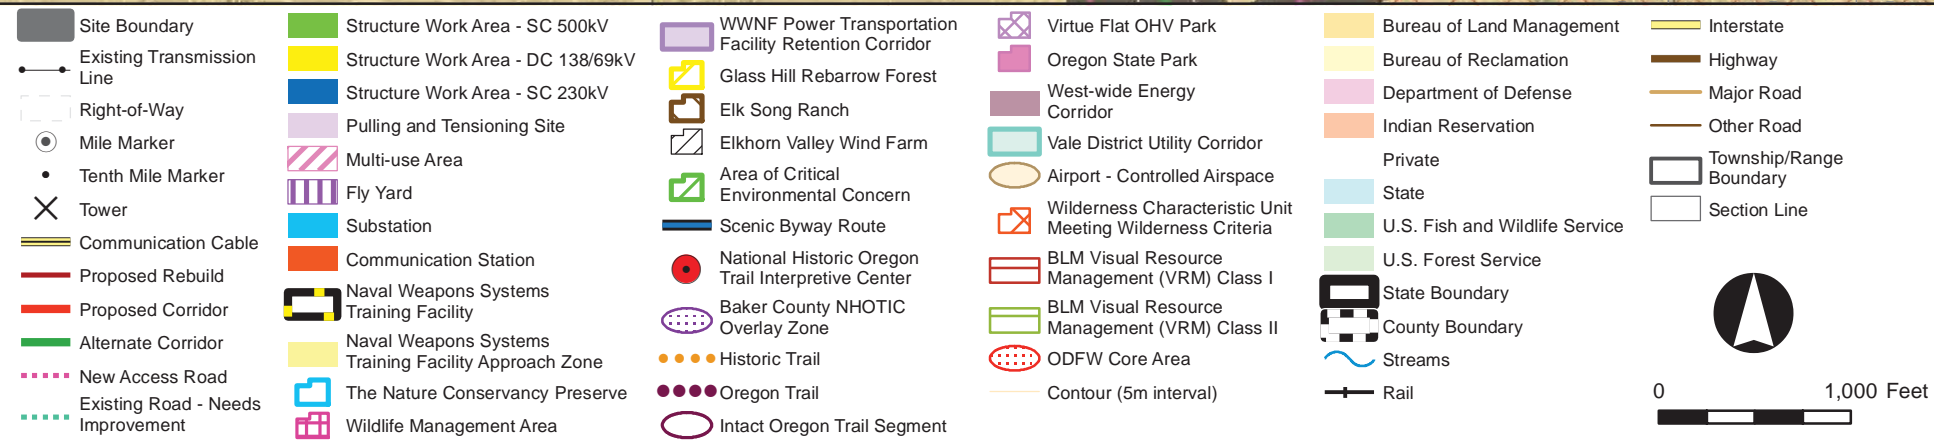 Site Boundary
Existing Transmission
Line
Right-of-Way
Mile Marker
Tenth Mile Marker
Tower
Communication Cable
Proposed Rebuild
Proposed Corridor
Alternate Corridor
New Access Road
Existing Road - Needs
Improvement
Structure Work Area - SC 500kV
Structure Work Area - DC 138/69kV
Structure Work Area - SC 230kV
Pulling and Tensioning Site
Multi-use Area
Fly Yard
Substation
Communication Station
Naval Weapons Systems
Training Facility
Naval Weapons Systems
Training Facility Approach Zone
The Nature Conservancy Preserve
Wildlife Management Area
WWNF Power Transportation
Facility Retention Corridor
Glass Hill Rebarrow Forest
Elk Song Ranch
Elkhorn Valley Wind Farm
Area of Critical
Environmental Concern
Scenic Byway Route
National Historic Oregon
Trail Interpretive Center
Baker County NHOTIC
Overlay Zone
Historic Trail
Oregon Trail
Intact Oregon Trail Segment
Virtue Flat OHV Park
Oregon State Park
West-wide Energy
Corridor
Vale District Utility Corridor
Airport - Controlled Airspace
Wilderness Characteristic Unit
Meeting Wilderness Criteria
BLM Visual Resource
Management (VRM) Class I
BLM Visual Resource
Management (VRM) Class II
ODFW Core Area
Contour (5m interval)
Bureau of Land Management
Bureau of Reclamation
Department of Defense
Indian Reservation
Private
State
U.S. Fish and Wildlife Service
U.S. Forest Service
State Boundary
County Boundary
Streams
Rail
Interstate
Highway
Major Road
Other Road
Township/Range
Boundary
Section Line
0 1,000 Feet